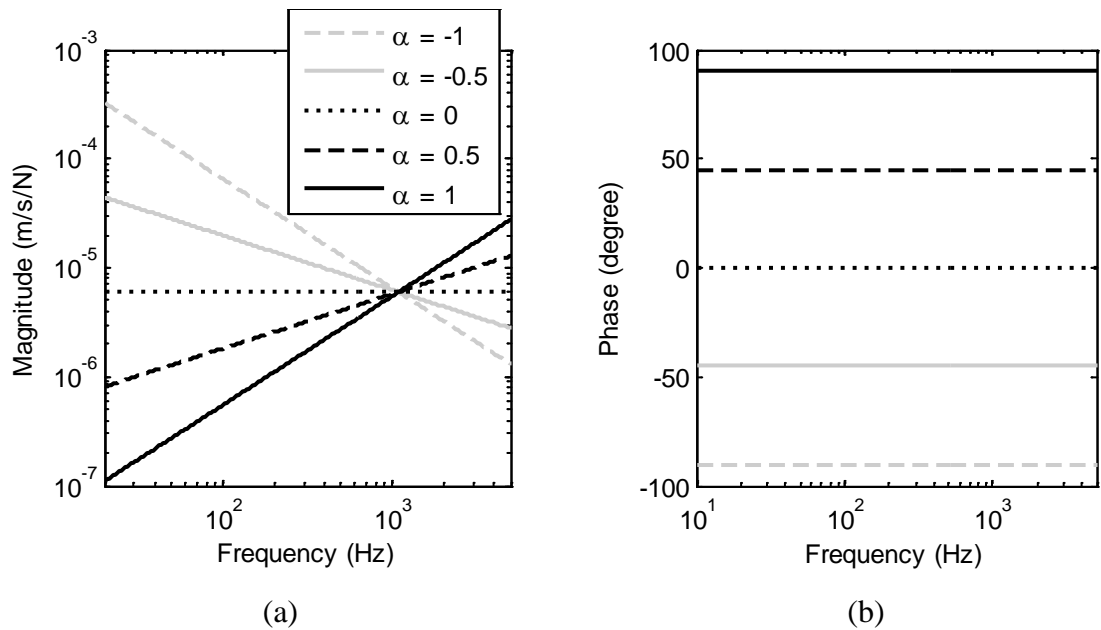 α = -1
α = -0.5
α = 0
α = 0.5
α = 1
10^-3
10^-4
10^-5
10^-6
10^-7
Magnitude (m/s/N)
10^2
10^3
Frequency (Hz)
(a)
100
50
0
-50
-100
Phase (degree)
10^1
10^2
10^3
Frequency (Hz)
(b)